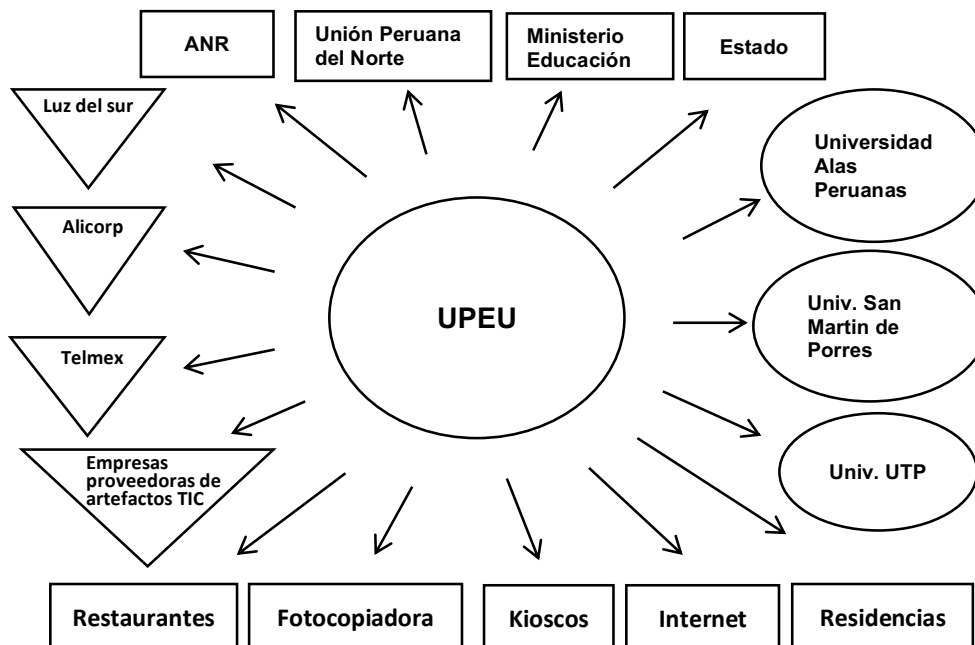 ANR
Unión Peruana
del Norte
Ministerio
Educación
Estado
Luz del sur
Universidad
Alas
Peruanas
Alicorp
UPEU
Univ. San
Martin de
Porres
Telmex
Empresas
proveedoras de
artefactos TIC
Univ. UTP
Restaurantes
Fotocopiadora
Kioscos
Internet
Residencias